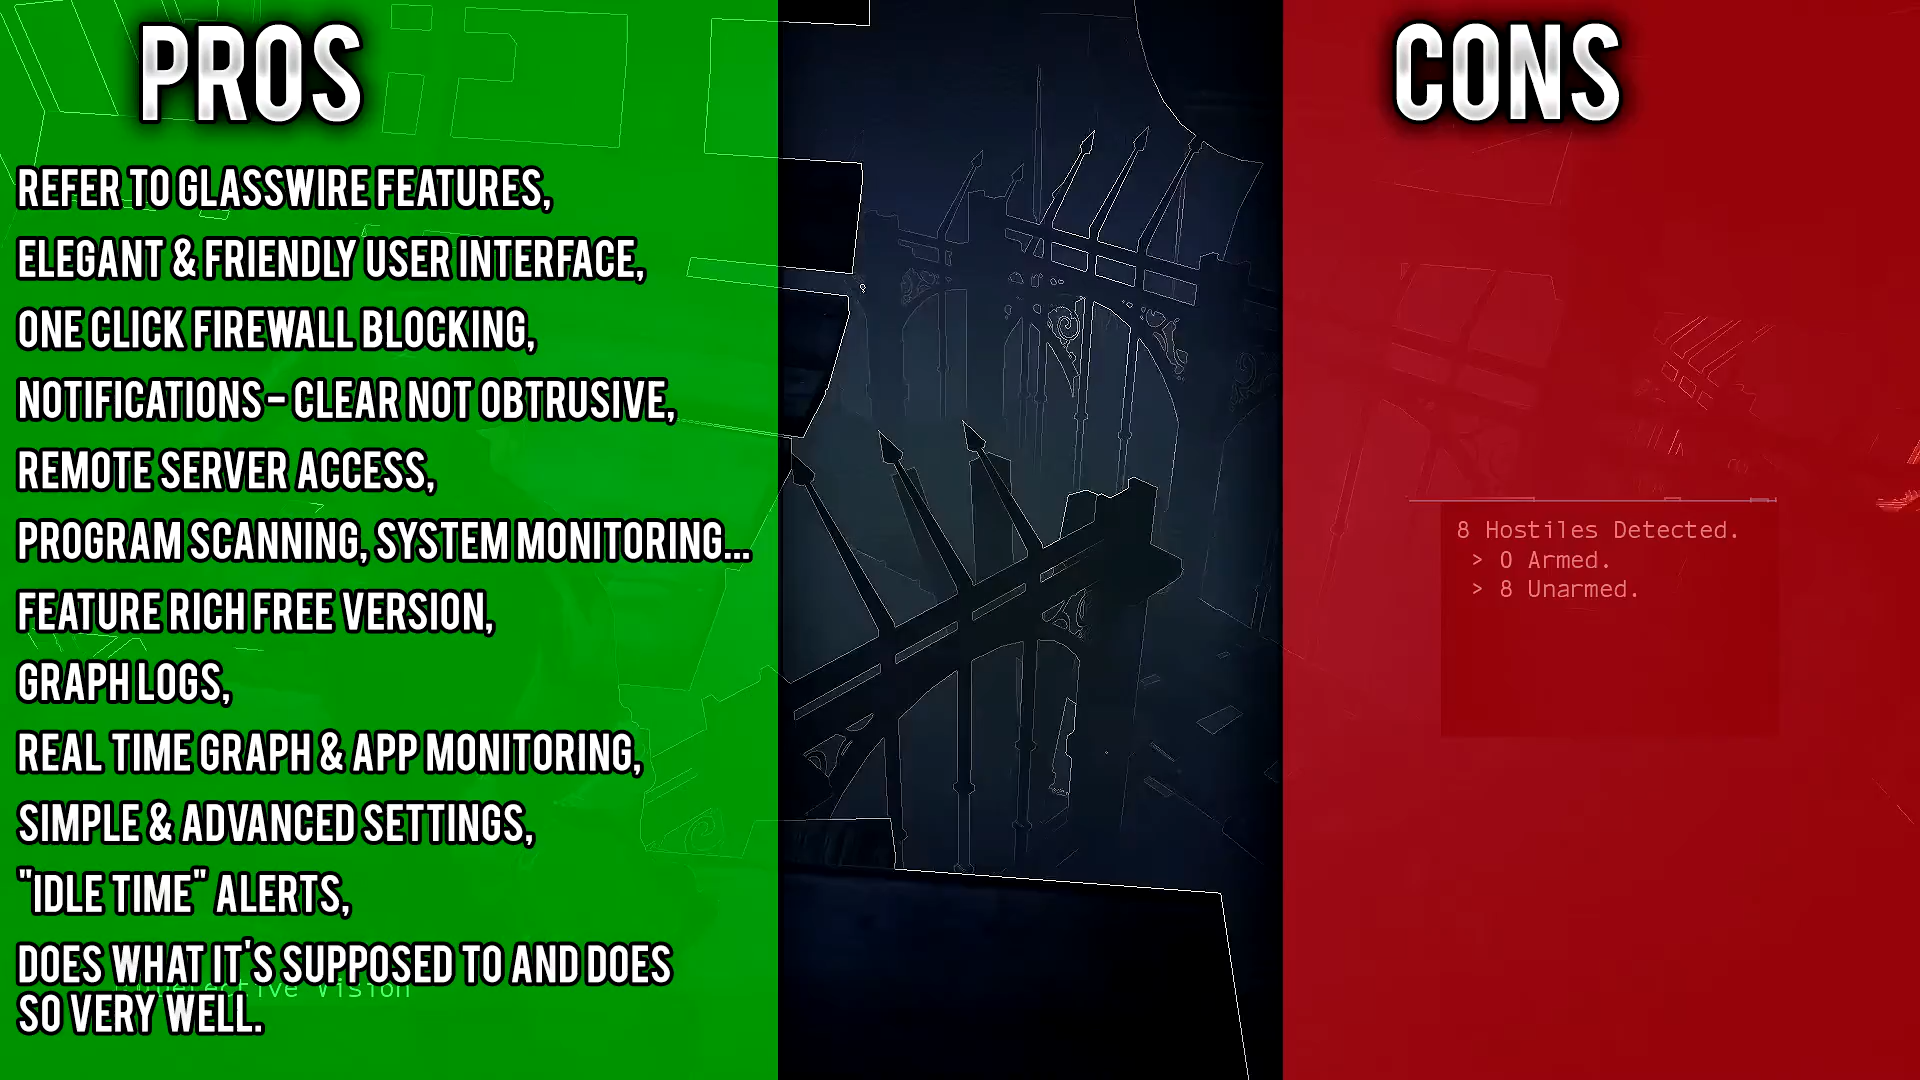 PROS
REFER TO GLASSWIRE FEATURES,
ELEGANT & FRIENDLY USER INTERFACE,
ONE CLICK FIREWALL BLOCKING,
NOTIFICATIONS - CLEAR NOT OBTRUSIVE,
REMOTE SERVER ACCESS,
PROGRAM SCANNING, SYSTEM MONITORING...
FEATURE RICH FREE VERSION,
GRAPH LOGS,
REAL TIME GRAPH & APP MONITORING,
SIMPLE & ADVANCED SETTINGS,
"IDLE TIME" ALERTS,
DOES WHAT IT'S SUPPOSED TO AND DOES
SO VERY WELL.
Detective Vision
CONS
8 Hostiles Detected.
> 0 Armed.
> 8 Unarmed.